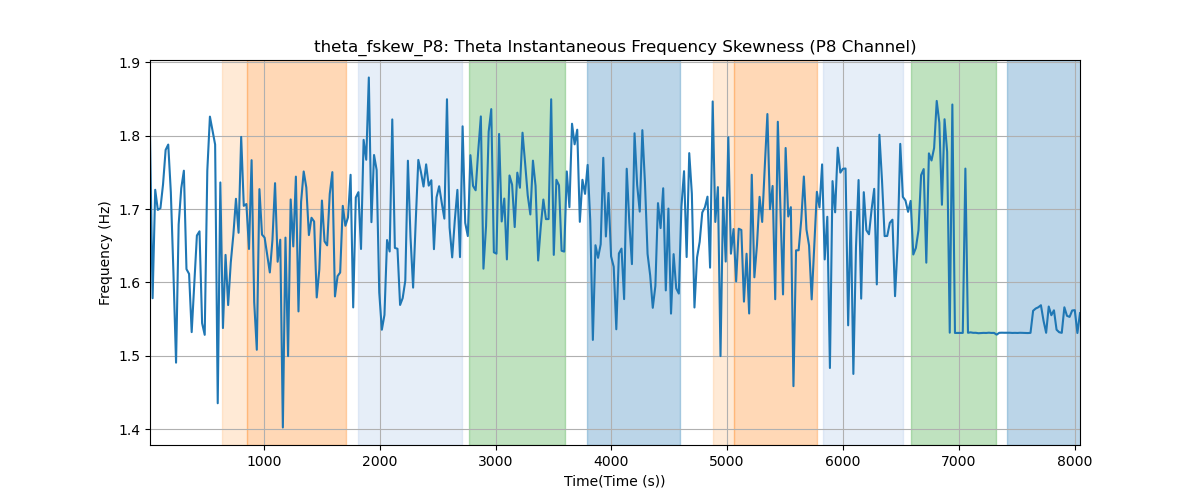 theta_fskew_P8: Theta Instantaneous Frequency Skewness (P8 Channel)
1.9
1.8
1.7
1.6
1.5
1.4
Frequency (Hz)
1000 2000 3000 4000 5000 6000 7000 8000
Time(Time (s))